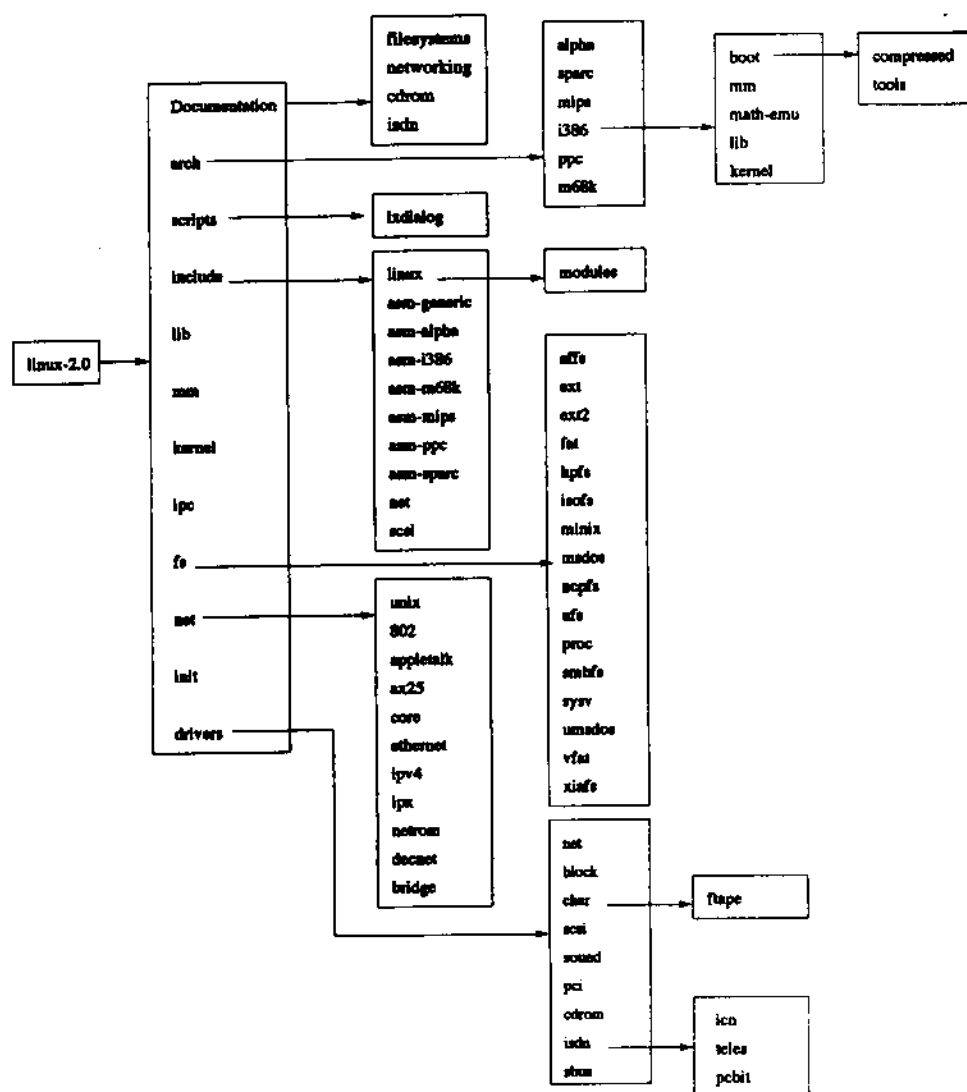 linux-2.0
Documentation
arch
scripts
include
lib
mm
kernel
ipc
fs
net
init
drivers
filesystems
networking
cdrom
isdn
alpha
sparc
mips
i386
ppc
m68k
boot
mm
math-emu
lib
kernel
compressed
tools
lxdialog
linux
asm-generic
asm-alpha
asm-i386
asm-m68k
asm-mips
asm-ppc
asm-sparc
net
scsi
modules
affs
ext
ext2
fat
hpfs
isofs
minix
msdos
ncpfs
proc
smbfs
sysv
umsdos
vfat
xiafs
unix
802
appletalk
ax25
core
ethernet
ipv4
ipx
netrom
decnet
bridge
net
block
char
scsi
sound
pci
cdrom
isdn
sbus
ftape
icn
teles
pcbit